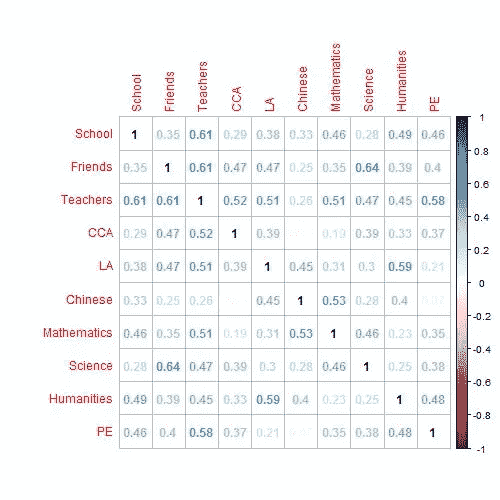 School Friends Teachers CCA LA Chinese Mathematics Science Humanities PE
School 1 0.35 0.61 0.29 0.38 0.33 0.46 0.28 0.49 0.46
Friends 0.35 1 0.61 0.47 0.47 0.25 0.35 0.64 0.39 0.4
Teachers 0.61 0.61 1 0.52 0.51 0.26 0.51 0.47 0.45 0.58
CCA 0.29 0.47 0.52 1 0.39 0.19 0.39 0.33 0.37
LA 0.38 0.47 0.51 0.39 1 0.45 0.31 0.3 0.59 0.21
Chinese 0.33 0.25 0.26 0.45 1 0.53 0.28 0.4
Mathematics 0.46 0.35 0.51 0.19 0.31 0.53 1 0.46 0.23 0.35
Science 0.28 0.64 0.47 0.39 0.3 0.28 0.46 1 0.25 0.38
Humanities 0.49 0.39 0.45 0.33 0.59 0.4 0.23 0.25 1 0.48
PE 0.46 0.4 0.58 0.37 0.21 0.35 0.38 0.48 1
1
0.8
0.6
0.4
0.2
0
-0.2
-0.4
-0.6
-0.8
-1